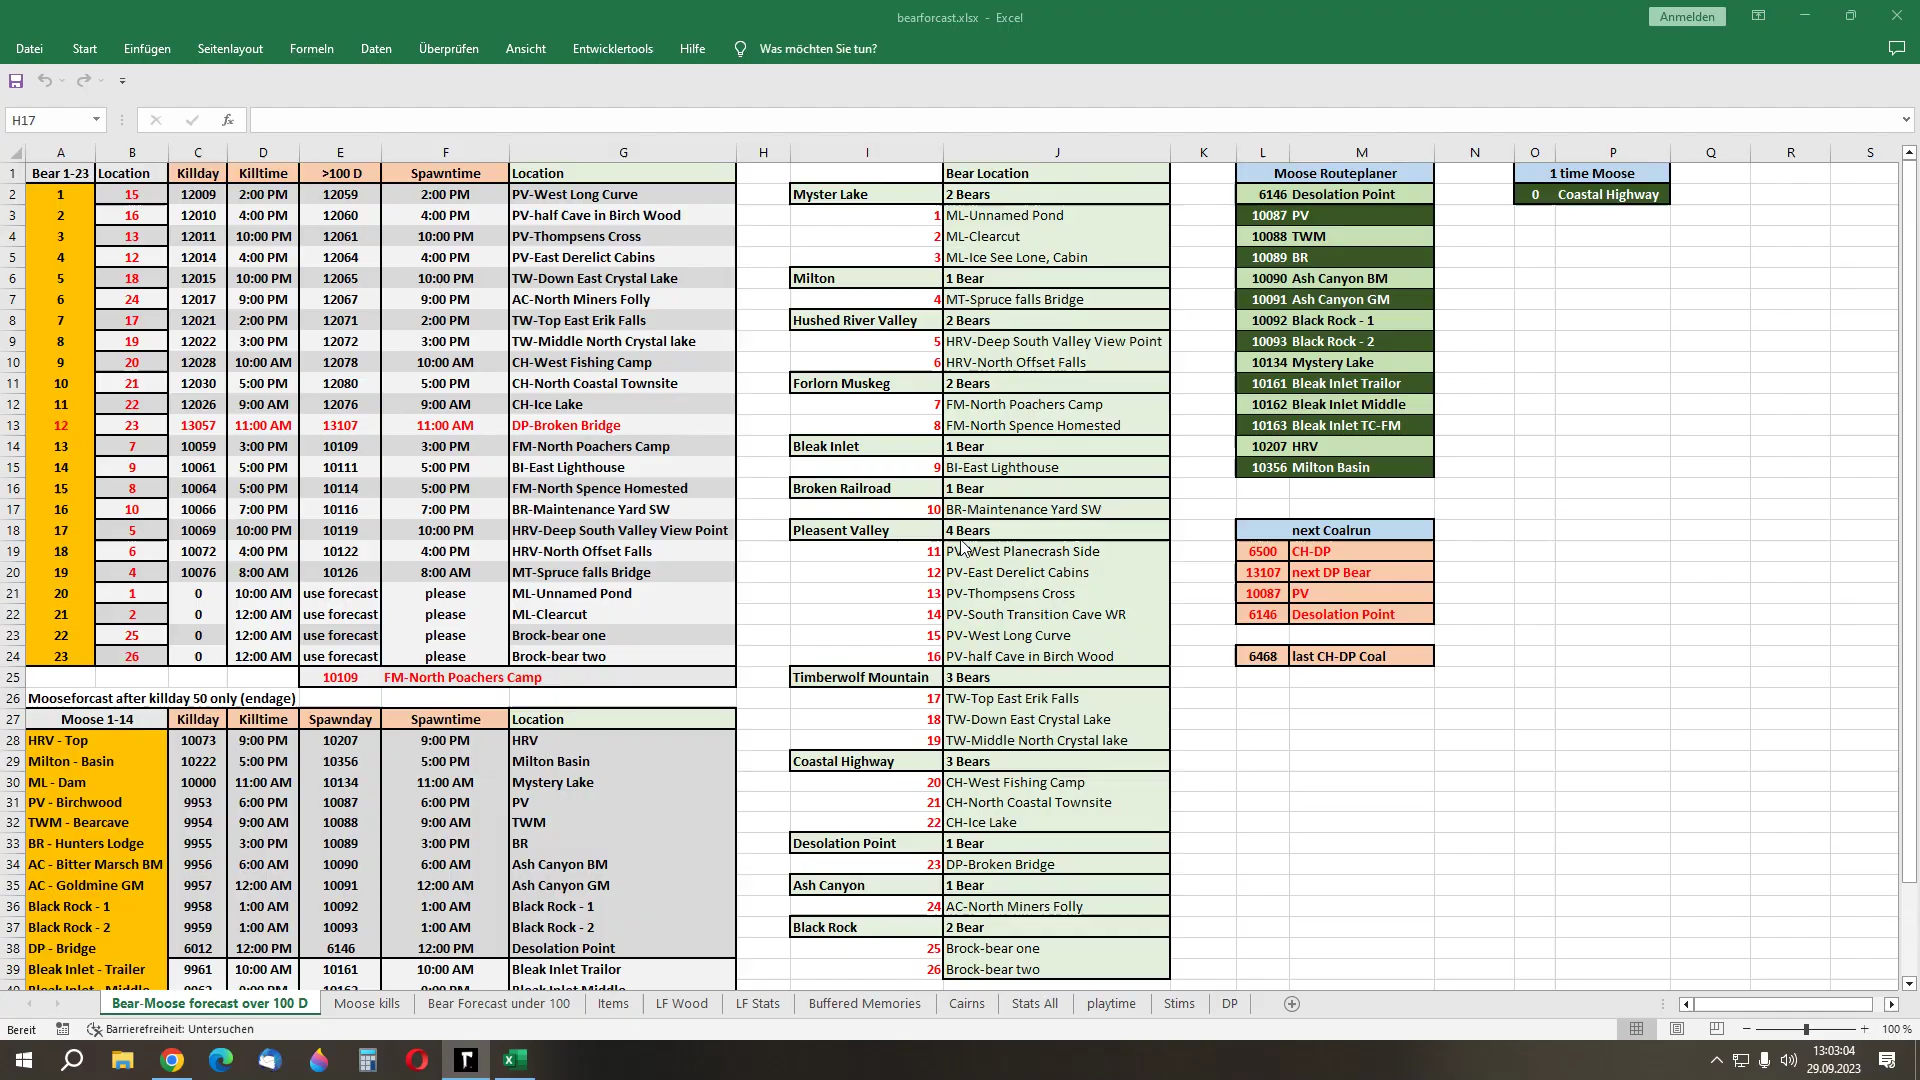 bearforcast.xlsx - Excel
Anmelden
Datei Start Einfügen Seitenlayout Formeln Daten Überprüfen Ansicht Entwicklertools Hilfe Was möchten Sie tun?
H17
fx
A B C D E F G H I J K L M N O P Q R S
1 Bear 1-23 Location Killday Killtime >100 D Spawntime Location Bear Location Moose Routeplaner 1 time Moose
2 1 15 12009 2:00 PM 12059 2:00 PM PV-West Long Curve Myster Lake 2 Bears 6146 Desolation Point 0 Coastal Highway
3 2 16 12010 4:00 PM 12060 4:00 PM PV-half Cave in Birch Wood 1 ML-Unnamed Pond 10087 PV
4 3 13 12011 10:00 PM 12061 10:00 PM PV-Thompsens Cross 2 ML-Clearcut 10088 TWM
5 4 12 12014 4:00 PM 12064 4:00 PM PV-East Derelict Cabins 3 ML-Ice See Lone, Cabin 10089 BR
6 5 18 12015 10:00 PM 12065 10:00 PM TW-Down East Crystal Lake Milton 1 Bear 10090 Ash Canyon BM
7 6 24 12017 9:00 PM 12067 9:00 PM AC-North Miners Folly 4 MT-Spruce falls Bridge 10091 Ash Canyon GM
8 7 17 12021 2:00 PM 12071 2:00 PM TW-Top East Erik Falls Hushed River Valley 2 Bears 10092 Black Rock - 1
9 8 19 12022 3:00 PM 12072 3:00 PM TW-Middle North Crystal lake 5 HRV-Deep South Valley View Point 10093 Black Rock - 2
10 9 20 12028 10:00 AM 12078 10:00 AM CH-West Fishing Camp 6 HRV-North Offset Falls 10134 Mystery Lake
11 10 21 12030 5:00 PM 12080 5:00 PM CH-North Coastal Townsite Forlorn Muskeg 2 Bears 10161 Bleak Inlet Trailor
12 11 22 12026 9:00 AM 12076 9:00 AM CH-Ice Lake 7 FM-North Poachers Camp 10162 Bleak Inlet Middle
13 12 23 13057 11:00 AM 13107 11:00 AM DP-Broken Bridge 8 FM-North Spence Homested 10163 Bleak Inlet TC-FM
14 13 7 10059 3:00 PM 10109 3:00 PM FM-North Poachers Camp Bleak Inlet 1 Bear 10207 HRV
15 14 9 10061 5:00 PM 10111 5:00 PM BI-East Lighthouse 9 BI-East Lighthouse 10356 Milton Basin
16 15 8 10064 5:00 PM 10114 5:00 PM FM-North Spence Homested Broken Railroad 1 Bear
17 16 10 10066 7:00 PM 10116 7:00 PM BR-Maintenance Yard SW 10 BR-Maintenance Yard SW
18 17 5 10069 10:00 PM 10119 10:00 PM HRV-Deep South Valley View Point Pleasent Valley 4 Bears next Coalrun
19 18 6 10072 4:00 PM 10122 4:00 PM HRV-North Offset Falls 11 PV-West Planecrash Side 6500 CH-DP
20 19 4 10076 8:00 AM 10126 8:00 AM MT-Spruce falls Bridge 12 PV-East Derelict Cabins 13107 next DP Bear
21 20 1 0 10:00 AM use forecast please ML-Unnamed Pond 13 PV-Thompsens Cross 10087 PV
22 21 2 0 12:00 AM use forecast please ML-Clearcut 14 PV-South Transition Cave WR 6146 Desolation Point
23 22 25 0 12:00 AM use forecast please Brock-bear one 15 PV-West Long Curve
24 23 26 0 12:00 AM use forecast please Brock-bear two 16 PV-half Cave in Birch Wood 6468 last CH-DP Coal
25 10109 FM-North Poachers Camp Timberwolf Mountain 3 Bears
26 Mooseforcast after killday 50 only (endage) 17 TW-Top East Erik Falls
27 Moose 1-14 Killday Killtime Spawnday Spawntime Location 18 TW-Down East Crystal Lake
28 HRV - Top 10073 9:00 PM 10207 9:00 PM HRV 19 TW-Middle North Crystal lake
29 Milton - Basin 10222 5:00 PM 10356 5:00 PM Milton Basin Coastal Highway 3 Bears
30 ML - Dam 10000 11:00 AM 10134 11:00 AM Mystery Lake 20 CH-West Fishing Camp
31 PV - Birchwood 9953 6:00 PM 10087 6:00 PM PV 21 CH-North Coastal Townsite
32 TWM - Bearcave 9954 9:00 AM 10088 9:00 AM TWM 22 CH-Ice Lake
33 BR - Hunters Lodge 9955 3:00 PM 10089 3:00 PM BR Desolation Point 1 Bear
34 AC - Bitter Marsch BM 9956 6:00 AM 10090 6:00 AM Ash Canyon BM 23 DP-Broken Bridge
35 AC - Goldmine GM 9957 12:00 AM 10091 12:00 AM Ash Canyon GM Ash Canyon 1 Bear
36 Black Rock - 1 9958 1:00 AM 10092 1:00 AM Black Rock - 1 24 AC-North Miners Folly
37 Black Rock - 2 9959 1:00 AM 10093 1:00 AM Black Rock - 2 Black Rock 2 Bear
38 DP - Bridge 6012 12:00 PM 6146 12:00 PM Desolation Point 25 Brock-bear one
39 Bleak Inlet - Trailer 9961 10:00 AM 10161 10:00 AM Bleak Inlet Trailor 26 Brock-bear two
Bear-Moose forecast over 100 D Moose kills Bear Forecast under 100 Items LF Wood LF Stats Buffered Memories Cairns Stats All playtime Stims DP
Bereit Barrierefreiheit: Untersuchen 100 %
13:03:04
29.09.2023